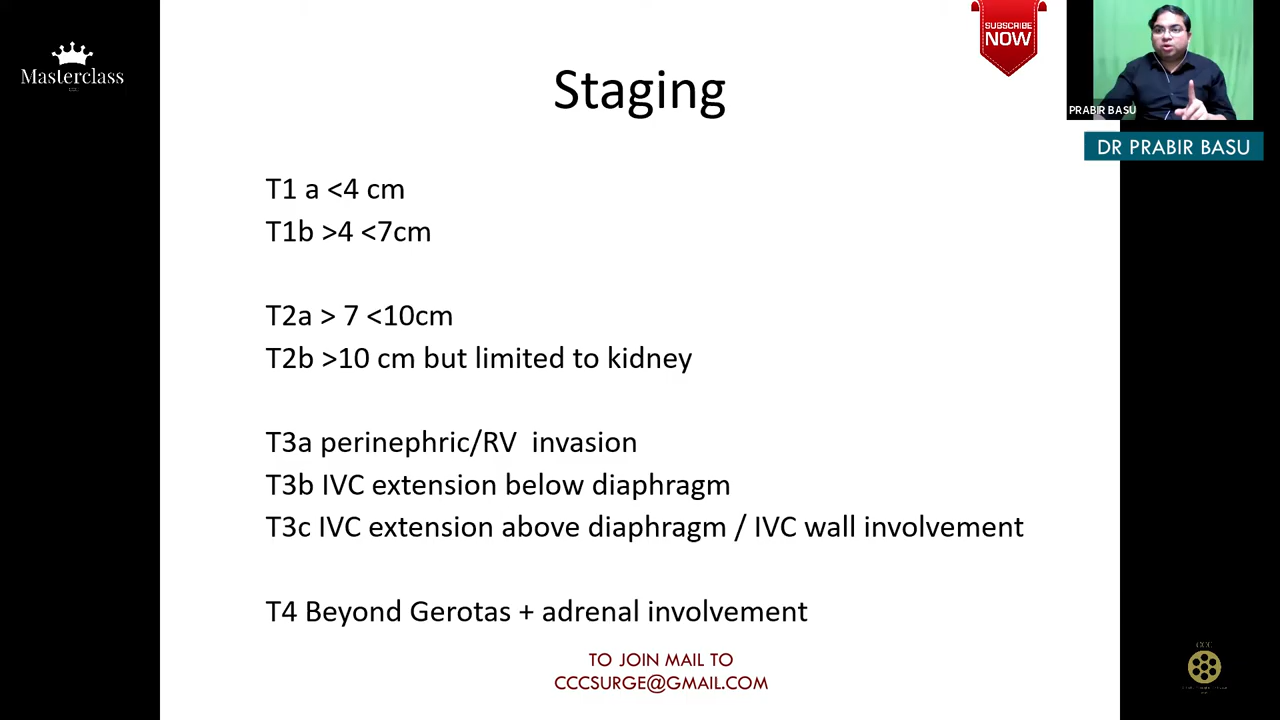 Masterclass
SUBSCRIBE
NOW
PRABIR BASU
DR PRABIR BASU
Staging
T1 a <4 cm
T1b >4 <7cm
T2a > 7 <10cm
T2b >10 cm but limited to kidney
T3a perinephric/RV  invasion
T3b IVC extension below diaphragm
T3c IVC extension above diaphragm / IVC wall involvement
T4 Beyond Gerotas + adrenal involvement
TO JOIN MAIL TO
CCCSURGE@GMAIL.COM
CCC